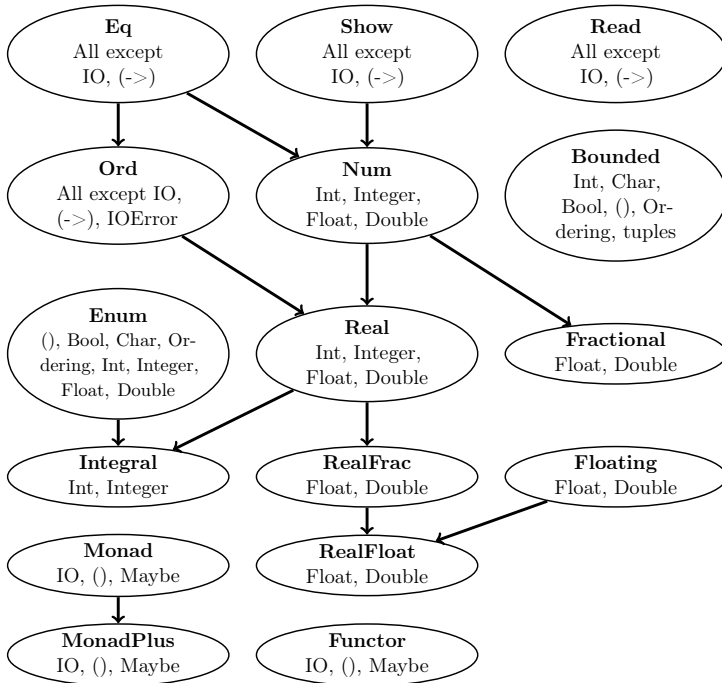 Eq
All except
IO, (->)
Show
All except
IO, (->)
Read
All except
IO, (->)
Ord
All except IO,
(->), IOError
Num
Int, Integer,
Float, Double
Bounded
Int, Char,
Bool, (), Or-
dering, tuples
Enum
(), Bool, Char, Or-
dering, Int, Integer,
Float, Double
Real
Int, Integer,
Float, Double
Fractional
Float, Double
Integral
Int, Integer
RealFrac
Float, Double
Floating
Float, Double
Monad
IO, (), Maybe
RealFloat
Float, Double
MonadPlus
IO, (), Maybe
Functor
IO, (), Maybe